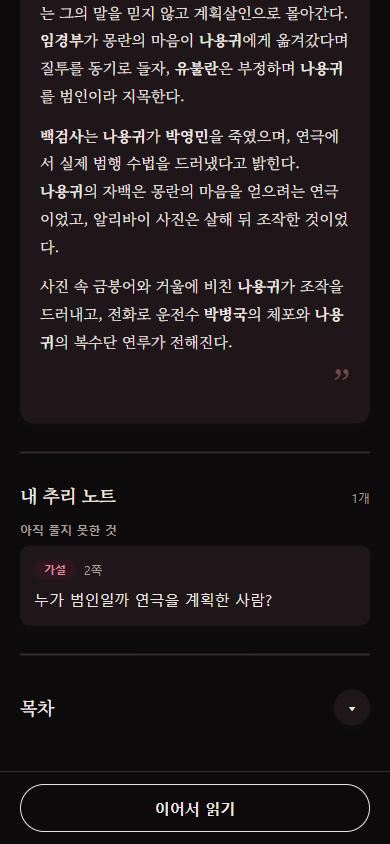 는 그의 말을 믿지 않고 계획살인으로 몰아간다.
임경부가 몽란의 마음이 나용귀에게 옮겨갔다며
질투를 동기로 들자, 유불란은 부정하며 나용귀
를 범인이라 지목한다.
백검사는 나용귀가 박영민을 죽였으며, 연극에
서 실제 범행 수법을 드러냈다고 밝힌다.
나용귀의 자백은 몽란의 마음을 얻으려는 연극
이었고, 알리바이 사진은 살해 뒤 조작한 것이었
다.
사진 속 금붕어와 거울에 비친 나용귀가 조작을
드러내고, 전화로 운전수 박병국의 체포와 나용
귀의 복수단 연루가 전해진다.
”
내 추리 노트
1개
아직 풀지 못한 것
가설 2쪽
누가 범인일까 연극을 계획한 사람?
목차
이어서 읽기